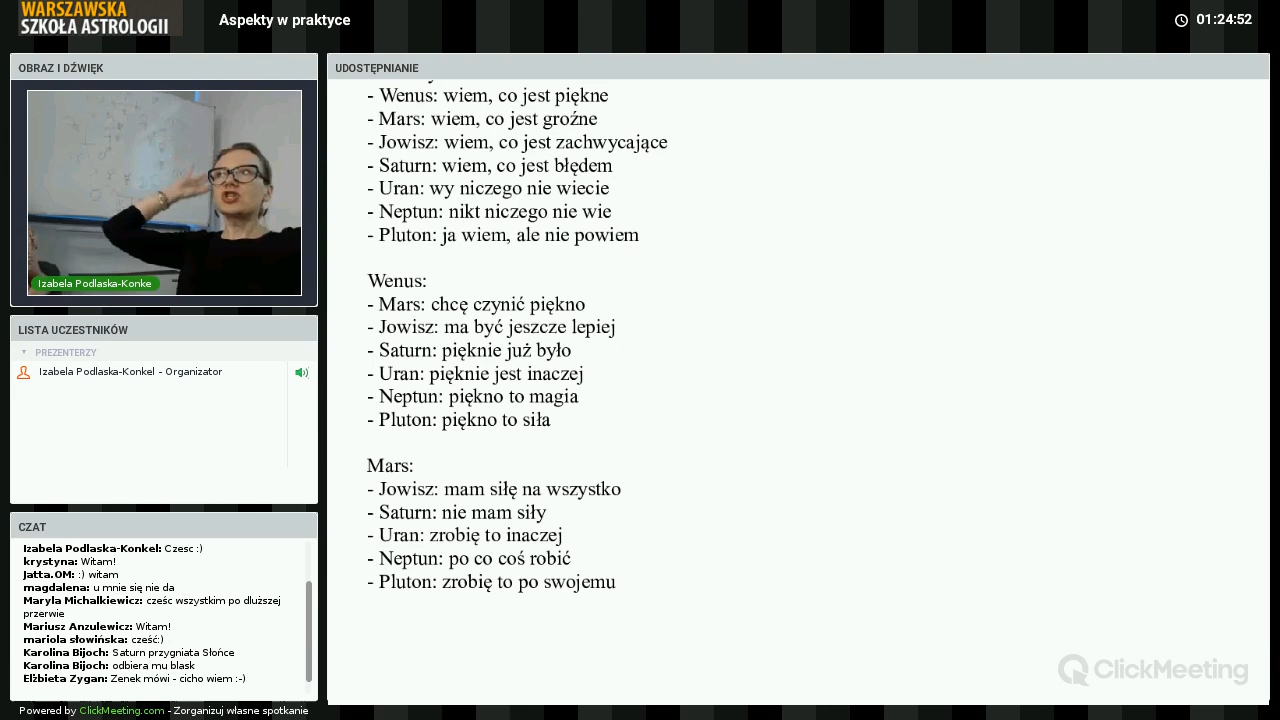 WARSZAWSKA
SZKOŁA ASTROLOGII
Aspekty w praktyce
01:24:52
OBRAZ I DŹWIĘK
Izabela Podlaska-Konke
LISTA UCZESTNIKÓW
PREZENTERZY
Izabela Podlaska-Konkel - Organizator
CZAT
Izabela Podlaska-Konkel: Czesc :)
krystyna: Witam!
Jatta.OM: :) witam
magdalena: u mnie się nie da
Maryla Michalkiewicz: cześc wszystkim po dluższej
przerwie
Mariusz Anzulewicz: Witam!
mariola słowińska: cześć:)
Karolina Bijoch: Saturn przygniata Słońce
Karolina Bijoch: odbiera mu blask
Elżbieta Zygan: Zenek mówi - cicho wiem :-)
Powered by ClickMeeting.com - Zorganizuj własne spotkanie
UDOSTĘPNIANIE
- Wenus: wiem, co jest piękne
- Mars: wiem, co jest groźne
- Jowisz: wiem, co jest zachwycające
- Saturn: wiem, co jest błędem
- Uran: wy niczego nie wiecie
- Neptun: nikt niczego nie wie
- Pluton: ja wiem, ale nie powiem
Wenus:
- Mars: chcę czynić piękno
- Jowisz: ma być jeszcze lepiej
- Saturn: pięknie już było
- Uran: pięknie jest inaczej
- Neptun: piękno to magia
- Pluton: piękno to siła
Mars:
- Jowisz: mam siłę na wszystko
- Saturn: nie mam siły
- Uran: zrobię to inaczej
- Neptun: po co coś robić
- Pluton: zrobię to po swojemu
ClickMeeting